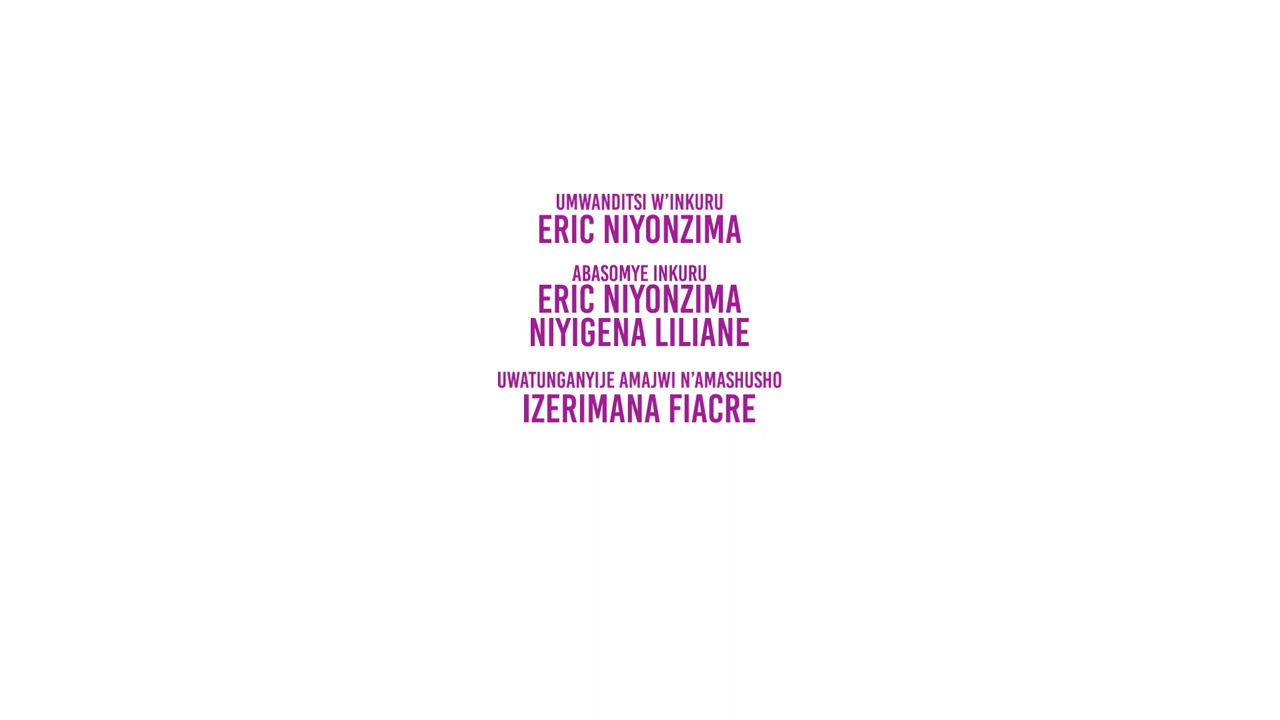 UMWANDITSI W'INKURU
ERIC NIYONZIMA
ABASOMYE INKURU
ERIC NIYONZIMA
NIYIGENA LILIANE
UWATUNGANYIJE AMAJWI N'AMASHUSHO
IZERIMANA FIACRE